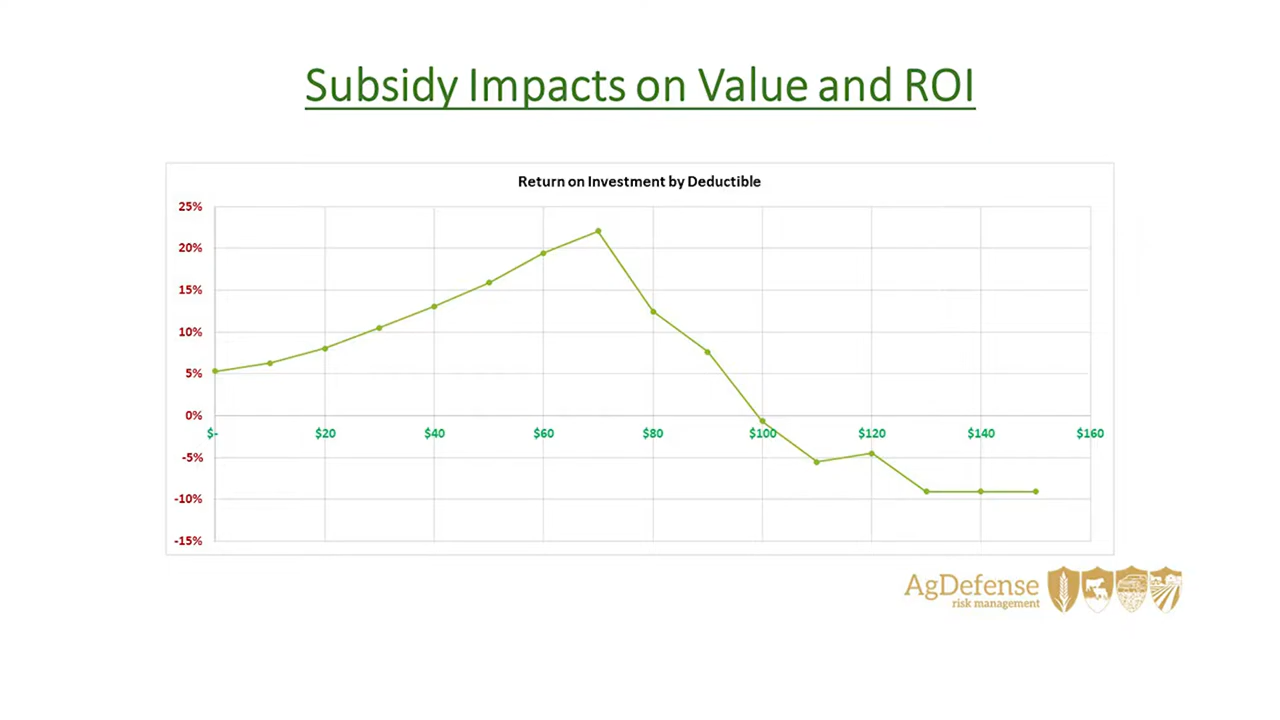 Subsidy Impacts on Value and ROI
Return on Investment by Deductible
25%
20%
15%
10%
5%
0%
$- $20 $40 $60 $80 $100 $120 $140 $160
-5%
-10%
-15%
AgDefense
risk management